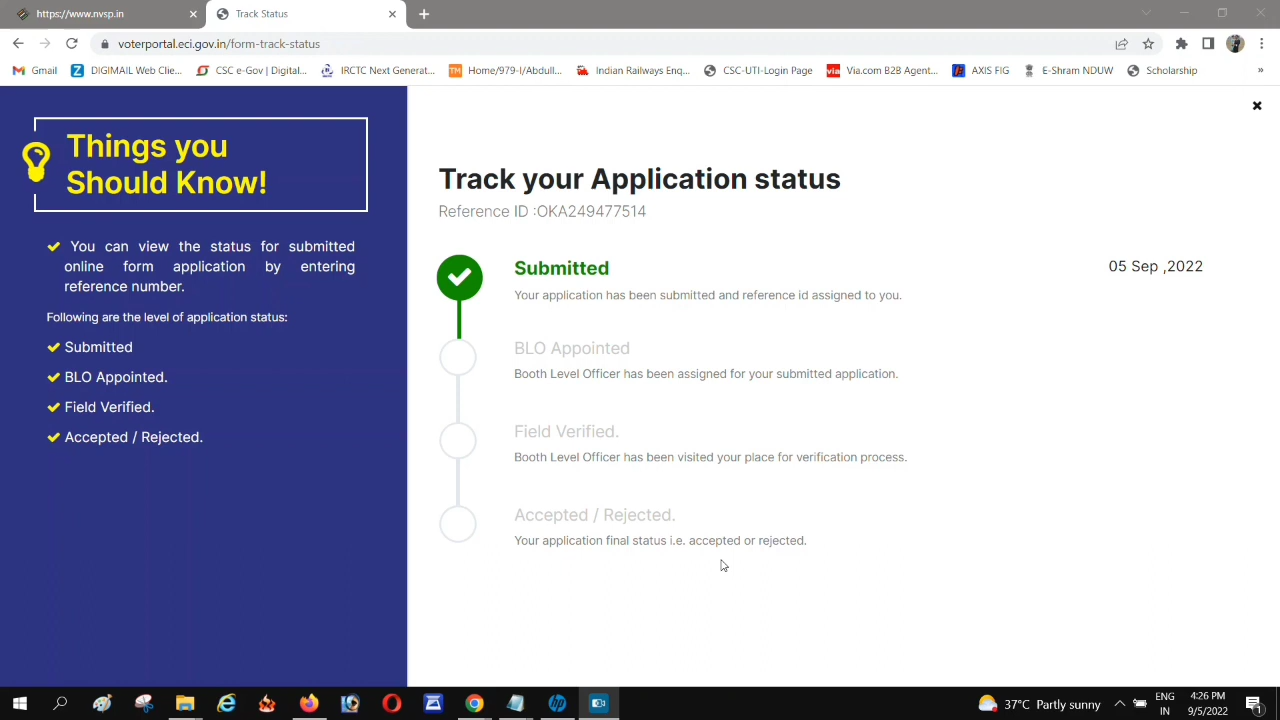 https://www.nvsp.in
Track Status
voterportal.eci.gov.in/form-track-status
Gmail
DIGIMAIL Web Clie...
CSC e-Gov | Digital...
IRCTC Next Generat...
TM
Home/979-I/Abdull...
Indian Railways Enq...
CSC-UTI-Loan Page
via
Via.com B2B Agent...
AXIS FIG
E-Shram NDUW
Scholarship
»
Things you
Should Know!
You can view the status for submitted
online form application by entering
reference number.
Following are the level of application status:
Submitted
BLO Appointed.
Field Verified.
Accepted / Rejected.
Track your Application status
Reference ID :OKA249477514
Submitted
05 Sep ,2022
Your application has been submitted and reference id assigned to you.
BLO Appointed
Booth Level Officer has been assigned for your submitted application.
Field Verified.
Booth Level Officer has been visited your place for verification process.
Accepted / Rejected.
Your application final status i.e. accepted or rejected.
37°C Partly sunny
ENG
IN
4:26 PM
9/5/2022
1